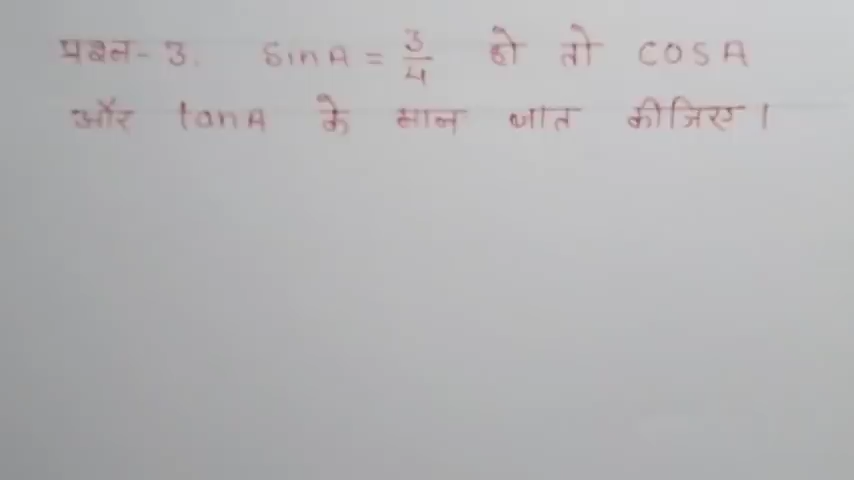 प्रश्न- 3. sinA = 3/4 हो तो COSA
और tanA के मान ज्ञात कीजिए।